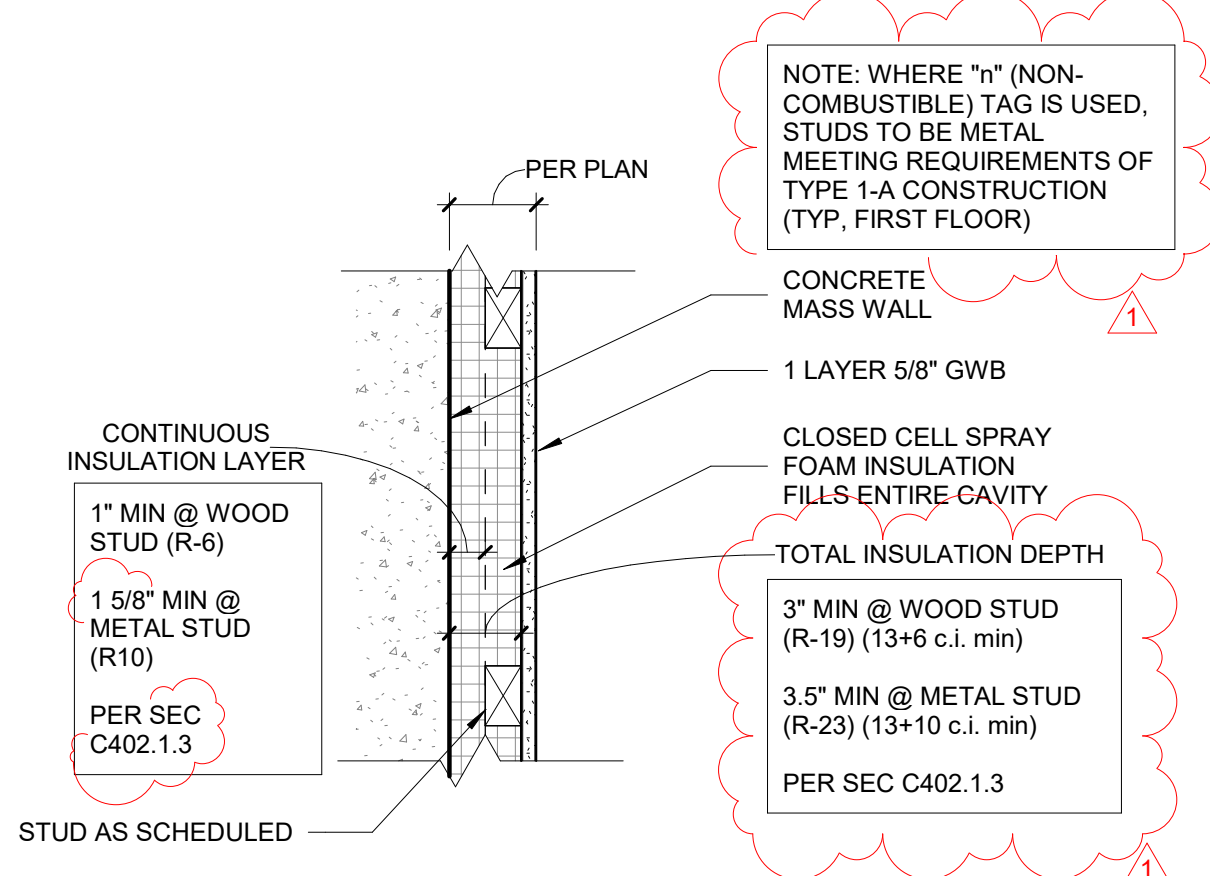 NOTE: WHERE "n" (NON-
COMBUSTIBLE) TAG IS USED,
STUDS TO BE METAL
MEETING REQUIREMENTS OF
TYPE 1-A CONSTRUCTION
(TYP, FIRST FLOOR)
1
PER PLAN
CONCRETE
MASS WALL
1 LAYER 5/8" GWB
CLOSED CELL SPRAY
FOAM INSULATION
FILLS ENTIRE CAVITY
TOTAL INSULATION DEPTH
3" MIN @ WOOD STUD
(R-19) (13+6 c.i. min)
3.5" MIN @ METAL STUD
(R-23) (13+10 c.i. min)
PER SEC C402.1.3
1
CONTINUOUS
INSULATION LAYER
1" MIN @ WOOD
STUD (R-6)
1 5/8" MIN @
METAL STUD
(R10)
PER SEC
C402.1.3
STUD AS SCHEDULED